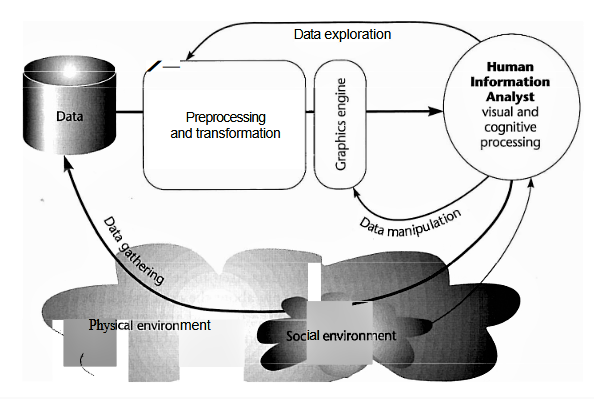 Data exploration
Human
Information
Analyst
visual and
cognitive
processing
Data
Preprocessing
and transformation
Graphics engine
Data manipulation
Data gathering
Physical environment
Social environment